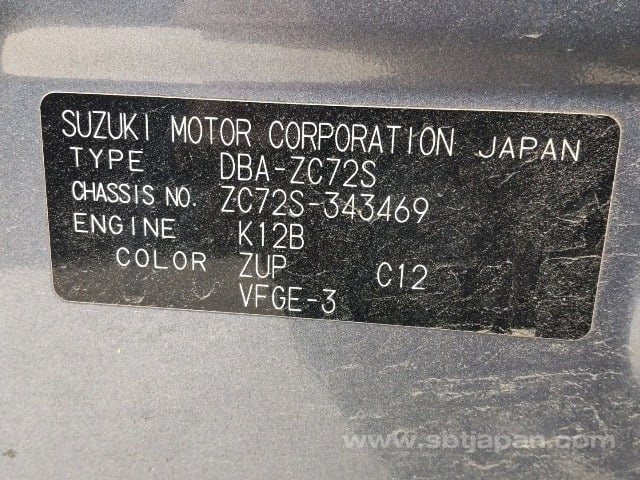 SUZUKI MOTOR CORPORATION JAPAN
TYPE DBA-ZC72S
CHASSIS NO. ZC72S-343469
ENGINE K12B
COLOR ZUP C12
VFGE-3
www.sbtjapan.com